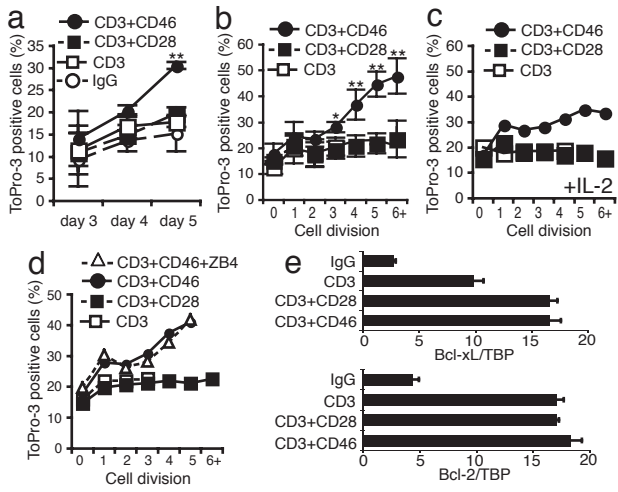 a
CD3+CD46
CD3+CD28
CD3
IgG
ToPro-3 positive cells (%)
35
30
25
20
15
10
5
0
**
day 3 day 4 day 5
b
CD3+CD46
CD3+CD28
CD3
ToPro-3 positive cells (%)
60
50
40
30
20
10
0
* ** ** **
0 1 2 3 4 5 6+
Cell division
c
CD3+CD46
CD3+CD28
CD3
ToPro-3 positive cells (%)
60
50
40
30
20
10
0
+IL-2
0 1 2 3 4 5 6+
Cell division
d
CD3+CD46+ZB4
CD3+CD46
CD3+CD28
CD3
ToPro-3 positive cells (%)
50
40
30
20
10
0
0 1 2 3 4 5 6+
Cell division
e
IgG
CD3
CD3+CD28
CD3+CD46
0 5 10 15 20
Bcl-xL/TBP
IgG
CD3
CD3+CD28
CD3+CD46
0 5 10 15 20
Bcl-2/TBP